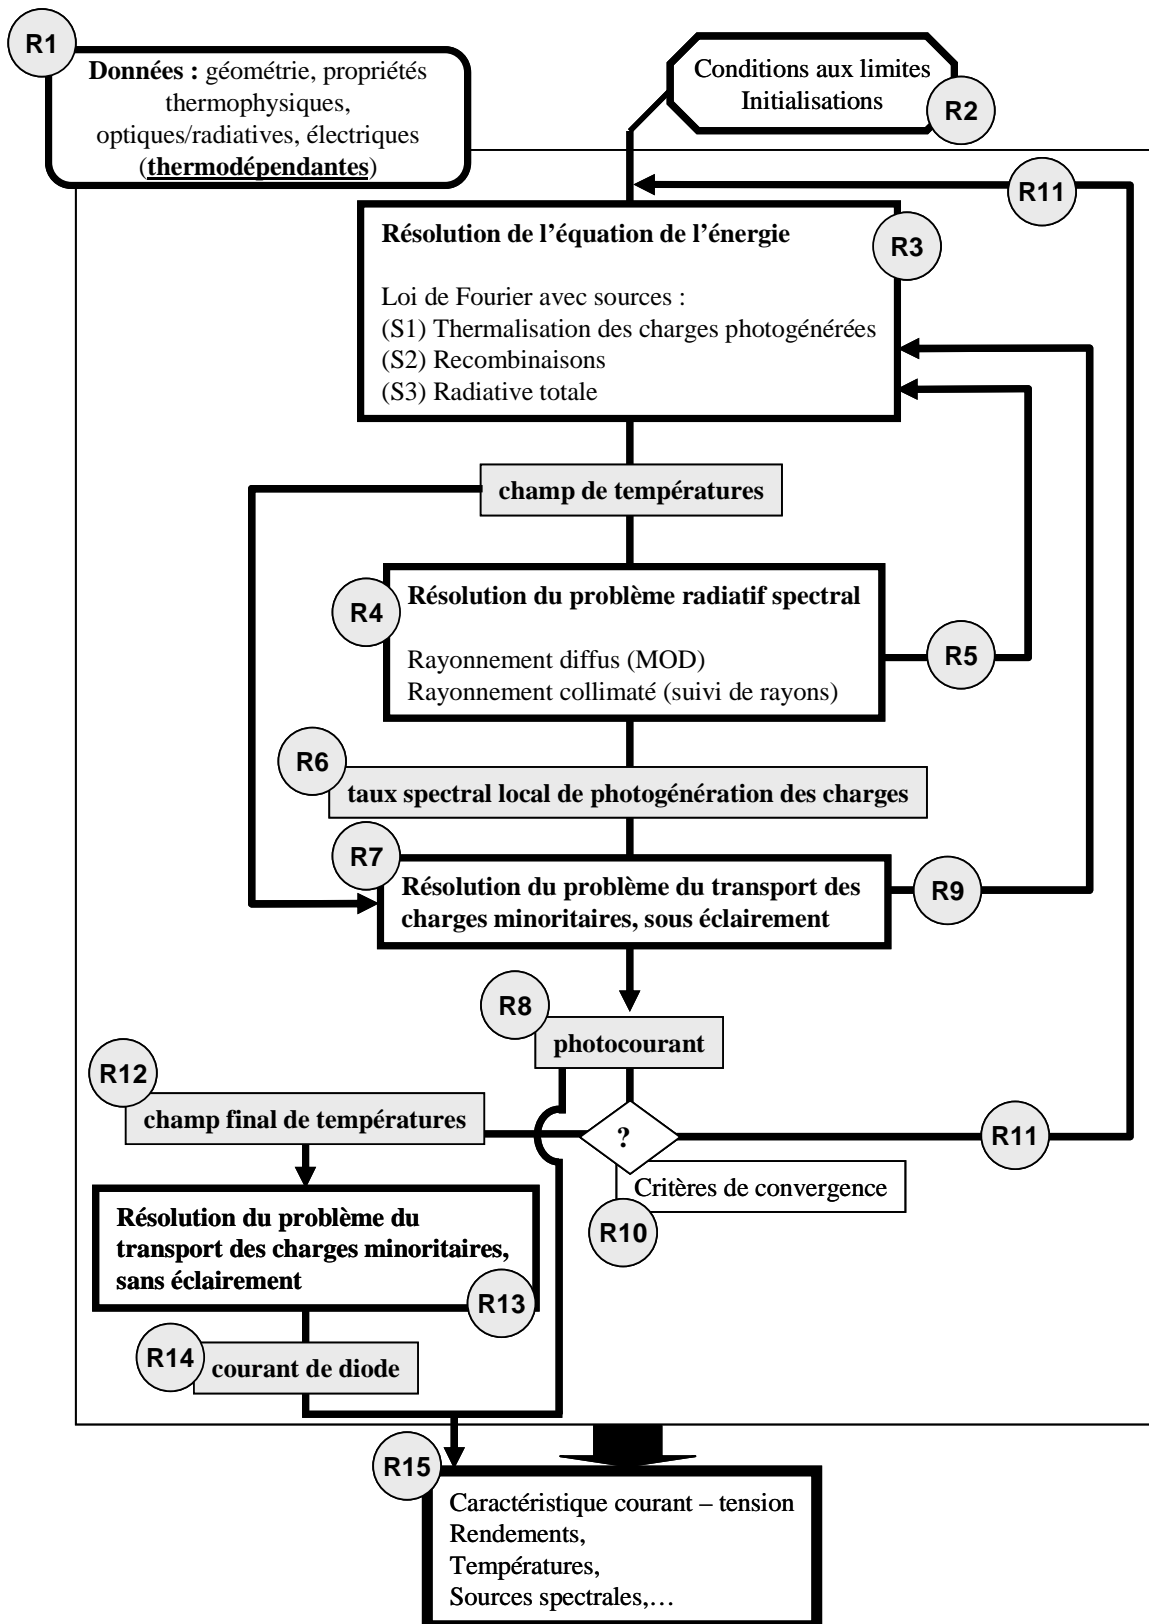 R1
Données : géométrie, propriétés
thermophysiques,
optiques/radiatives, électriques
(thermodépendantes)
Conditions aux limites
Initialisations
R2
R11
Résolution de l’équation de l’énergie
R3
Loi de Fourier avec sources :
(S1) Thermalisation des charges photogénérées
(S2) Recombinaisons
(S3) Radiative totale
champ de températures
R4
Résolution du problème radiatif spectral
Rayonnement diffus (MOD)
Rayonnement collimaté (suivi de rayons)
R5
R6
taux spectral local de photogénération des charges
R7
Résolution du problème du transport des
charges minoritaires, sous éclairement
R9
R8
photocourant
R12
champ final de températures
?
R11
Critères de convergence
R10
Résolution du problème du
transport des charges minoritaires,
sans éclairement
R13
R14
courant de diode
R15
Caractéristique courant – tension
Rendements,
Températures,
Sources spectrales,…